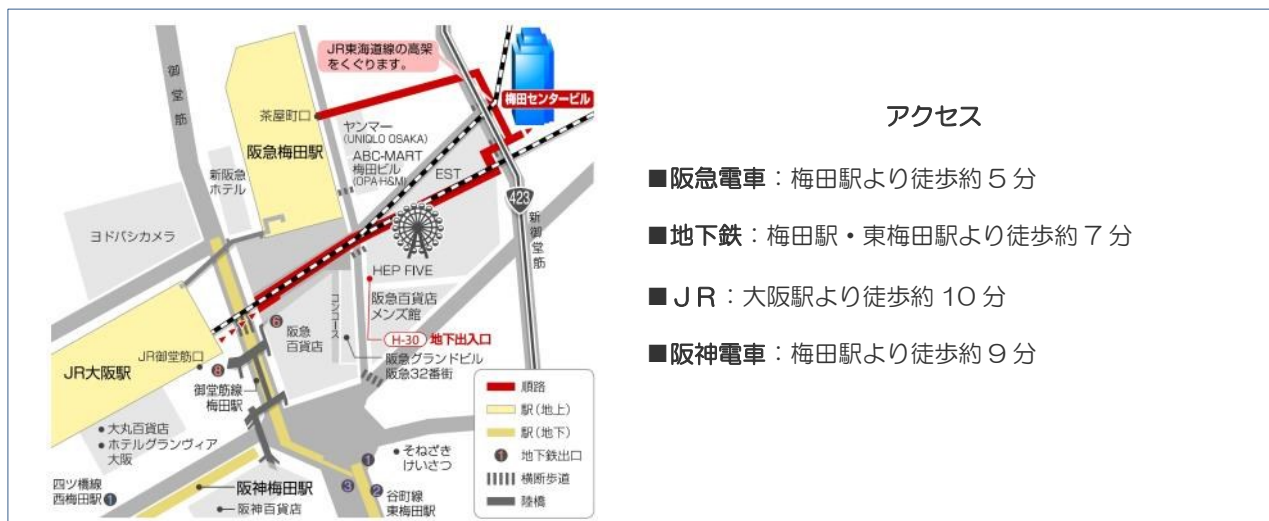 JR東海道線の高架
をくぐります。
御堂筋
梅田センタービル
茶屋町口
阪急梅田駅
ヤンマー
(UNIQLO OSAKA)
ABC-MART
梅田ビル
(OPA・H&M)
EST
新阪急
ホテル
423
新御堂筋
ヨドバシカメラ
HEP FIVE
コンコース
阪急百貨店
メンズ館
6
阪急
百貨店
H-30 地下出入口
JR御堂筋口
8
阪急グランドビル
阪急32番街
JR大阪駅
御堂筋線
梅田駅
大丸百貨店
ホテルグランヴィア
大阪
1
そねざき
けいさつ
四ツ橋線
西梅田駅 1
阪神梅田駅
3
2
谷町線
東梅田駅
阪神百貨店
順路
駅(地上)
駅(地下)
1 地下鉄出口
横断歩道
陸橋
アクセス
■阪急電車：梅田駅より徒歩約 5 分
■地下鉄：梅田駅・東梅田駅より徒歩約 7 分
■ＪＲ：大阪駅より徒歩約 10 分
■阪神電車：梅田駅より徒歩約 9 分